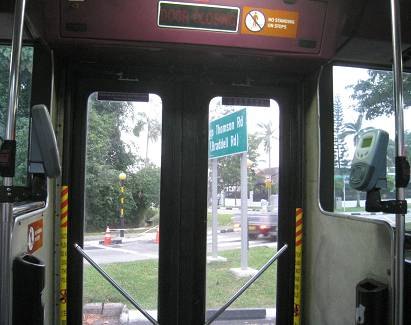 DOOR CLOSING
NO STANDING
ON STEPS
Thomson Rd
(Braddell Rd)